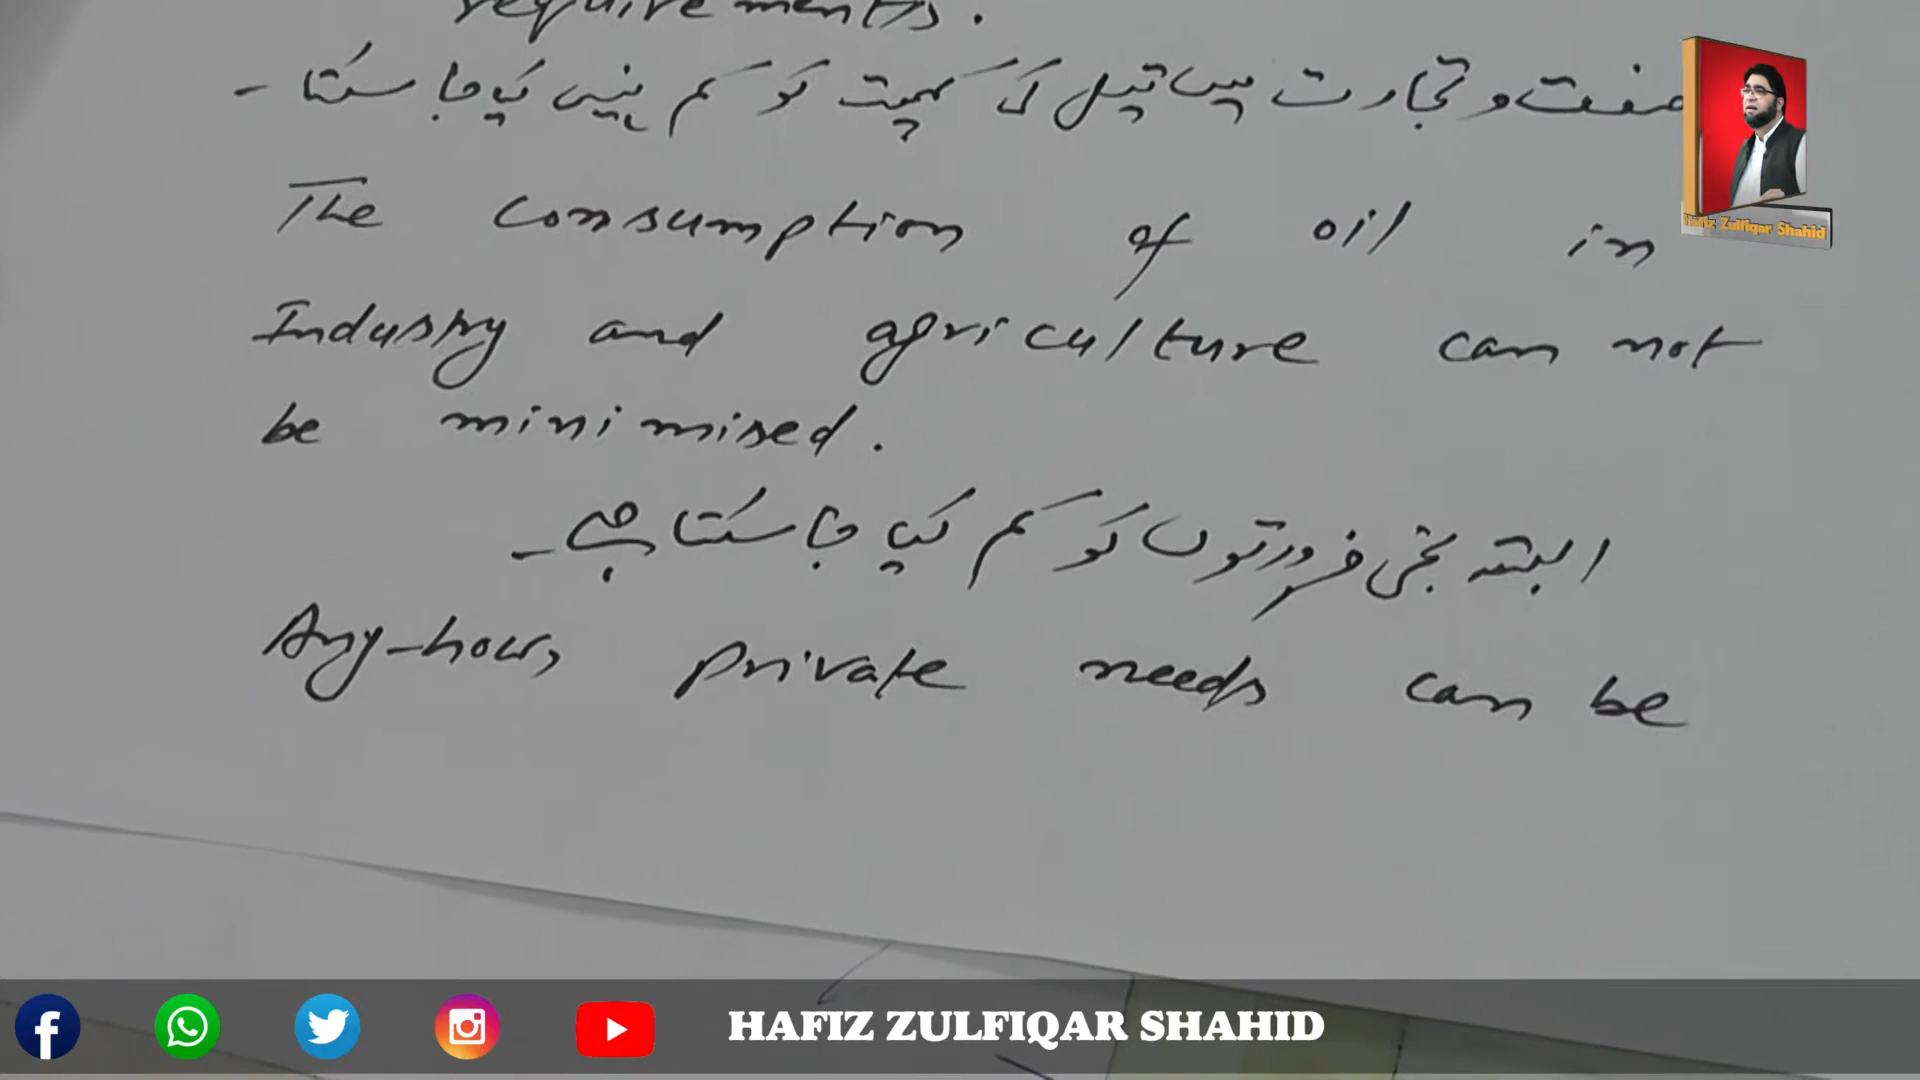 requirements.
صنعت و تجارت میں تیل کی کھپت کو کم نہیں کیا جا سکتا۔
The consumption of oil in
Industry and agriculture can not
be minimised.
البتہ نجی ضرورتوں کو کم کیا جا سکتا ہے۔
Any-how, private needs can be
Hafiz Zulfiqar Shahid
HAFIZ ZULFIQAR SHAHID